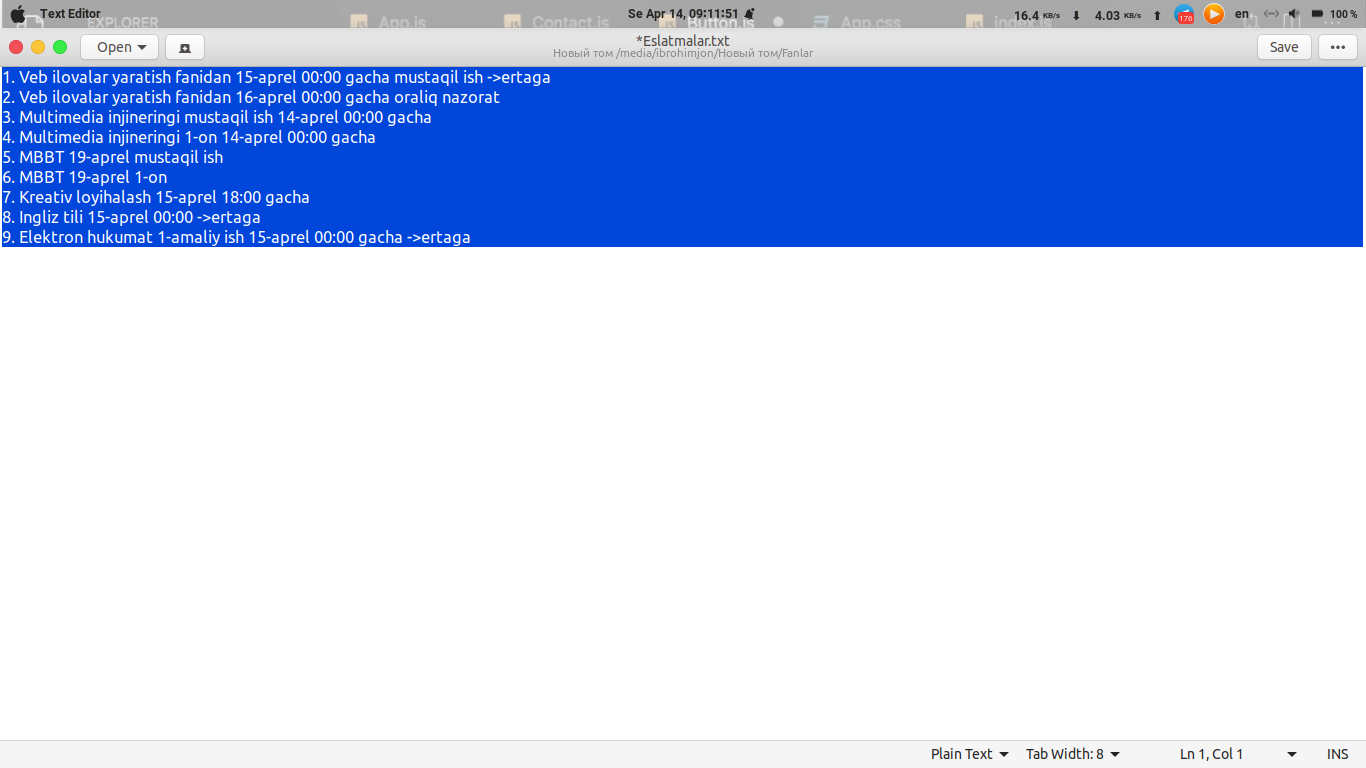 Text Editor
EXPLORER
App.js
Contact.js
Se Apr 14, 09:11:51
Button.js
App.css
index.js
16.4 KB/s
4.03 KB/s
176
en
100 %
Open
*Eslatmalar.txt
Новый том /media/ibrohimjon/Новый том/Fanlar
Save
1. Veb ilovalar yaratish fanidan 15-aprel 00:00 gacha mustaqil ish ->ertaga
2. Veb ilovalar yaratish fanidan 16-aprel 00:00 gacha oraliq nazorat
3. Multimedia injineringi mustaqil ish 14-aprel 00:00 gacha
4. Multimedia injineringi 1-on 14-aprel 00:00 gacha
5. MBBT 19-aprel mustaqil ish
6. MBBT 19-aprel 1-on
7. Kreativ loyihalash 15-aprel 18:00 gacha
8. Ingliz tili 15-aprel 00:00 ->ertaga
9. Elektron hukumat 1-amaliy ish 15-aprel 00:00 gacha ->ertaga
Plain Text
Tab Width: 8
Ln 1, Col 1
INS